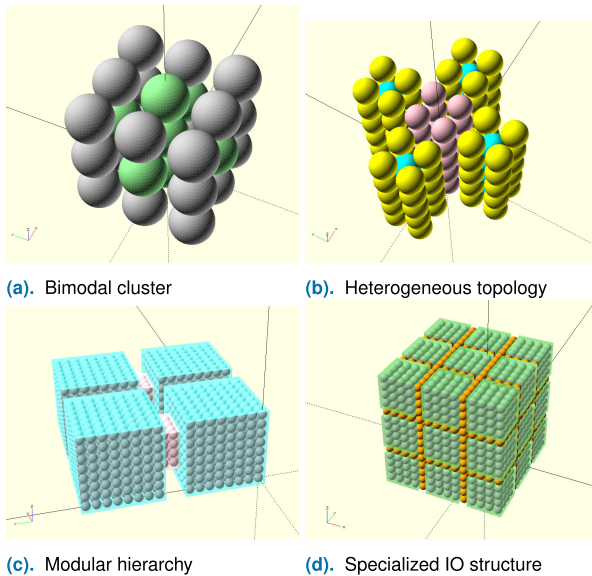 (a). Bimodal cluster
(b). Heterogeneous topology
(c). Modular hierarchy
(d). Specialized IO structure